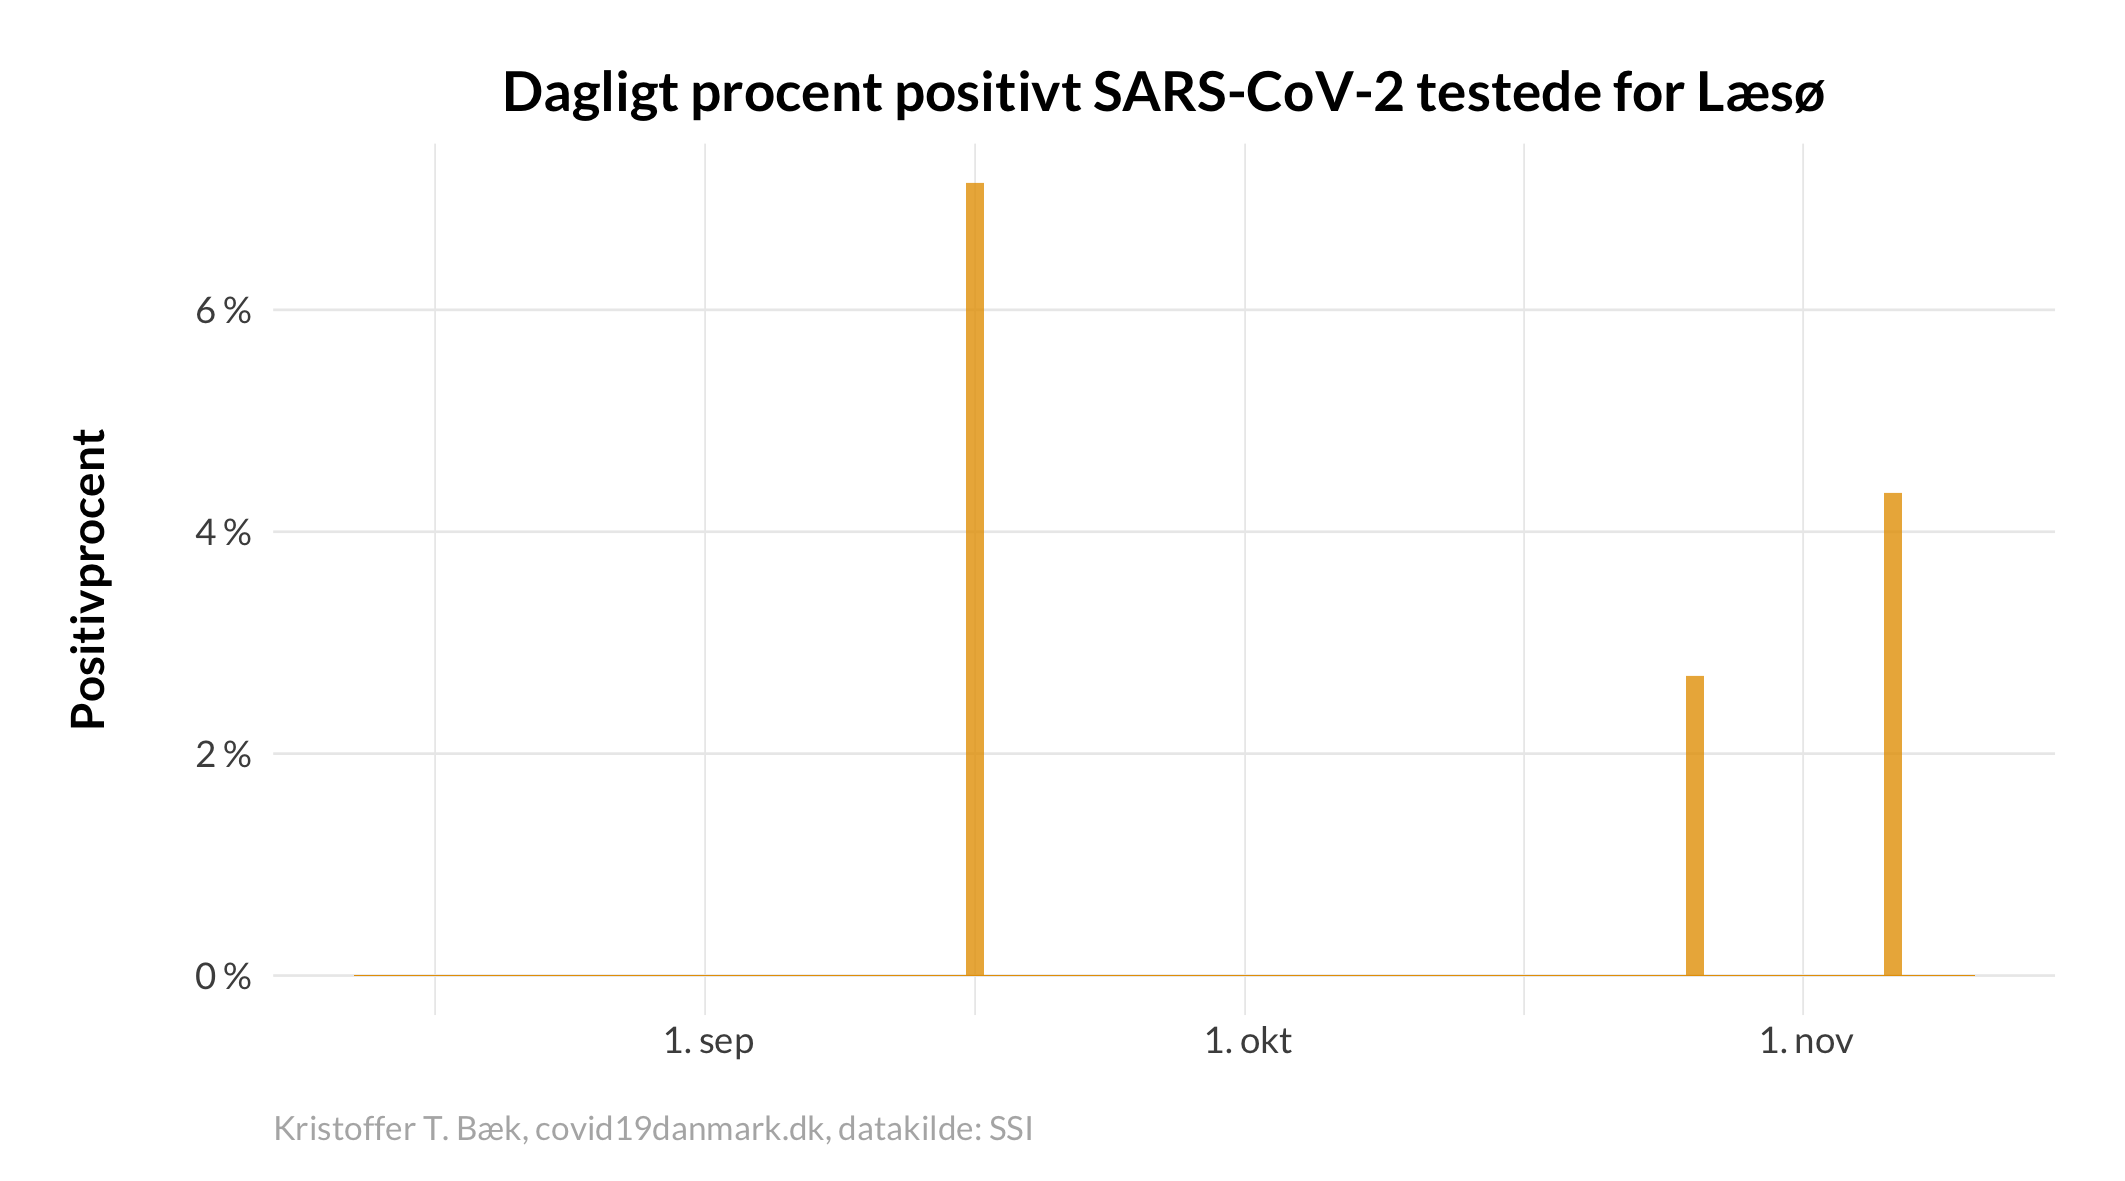 Dagligt procent positivt SARS-CoV-2 testede for Læsø
Positivprocent
6 %
4 %
2 %
0 %
1. sep
1. okt
1. nov
Kristoffer T. Bæk, covid19danmark.dk, datakilde: SSI